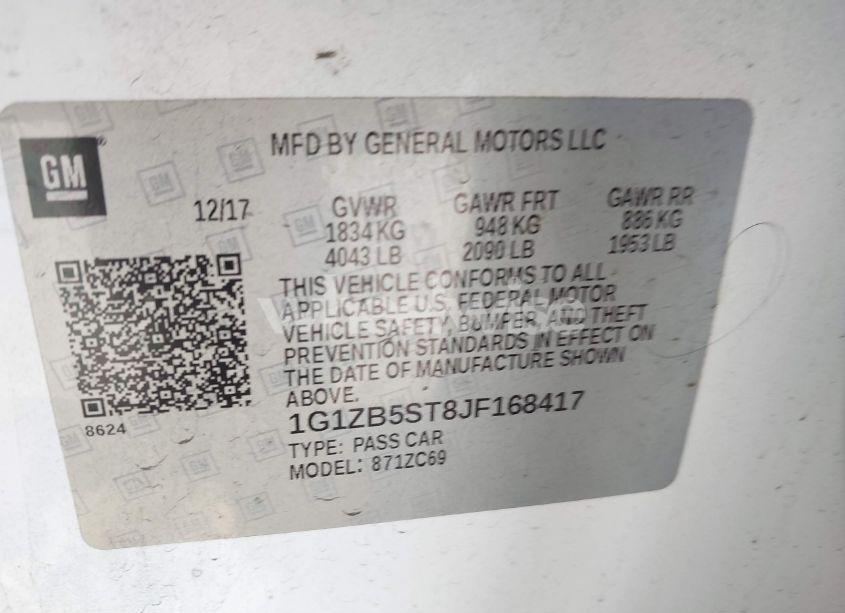 GM
MFD BY GENERAL MOTORS LLC
12/17
GVWR GAWR FRT GAWR RR
1834 KG 948 KG 886 KG
4043 LB 2090 LB 1953 LB
THIS VEHICLE CONFORMS TO ALL
APPLICABLE U.S. FEDERAL MOTOR
VEHICLE SAFETY, BUMPER, AND THEFT
PREVENTION STANDARDS IN EFFECT ON
THE DATE OF MANUFACTURE SHOWN
ABOVE.
8624
1G1ZB5ST8JF168417
TYPE: PASS CAR
MODEL: 871ZC69